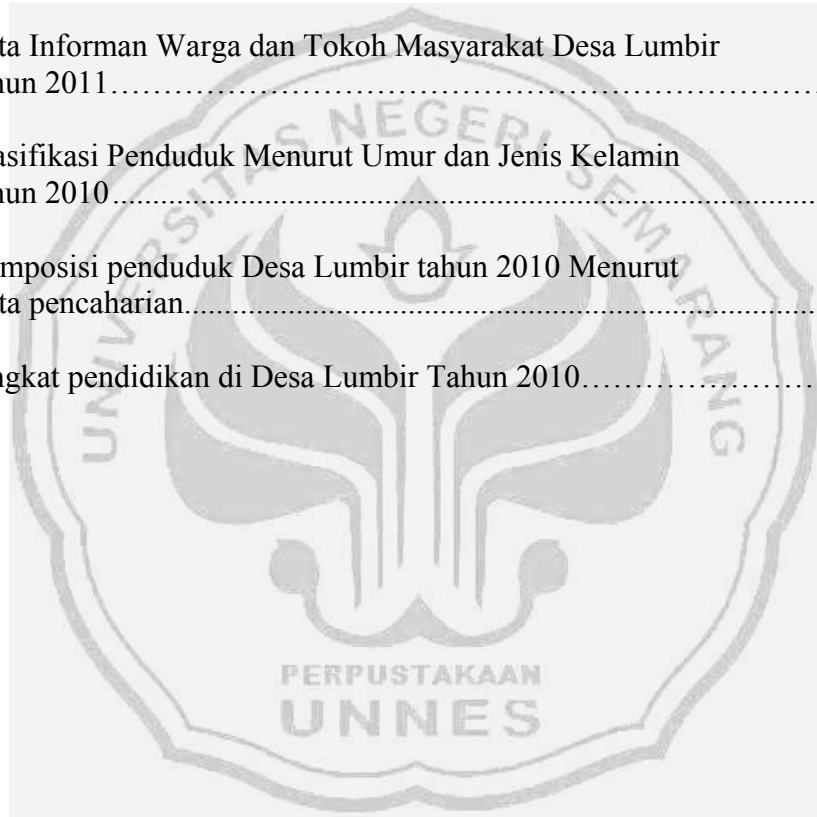 ta Informan Warga dan Tokoh Masyarakat Desa Lumbir
hun 2011……………………………………………………………………
asifikasi Penduduk Menurut Umur dan Jenis Kelamin
hun 2010..........................................................................................
mposisi penduduk Desa Lumbir tahun 2010 Menurut
ta pencaharian................................................................................
ngkat pendidikan di Desa Lumbir Tahun 2010…………………
UNIVERSITAS NEGERI SEMARANG
PERPUSTAKAAN
UNNES